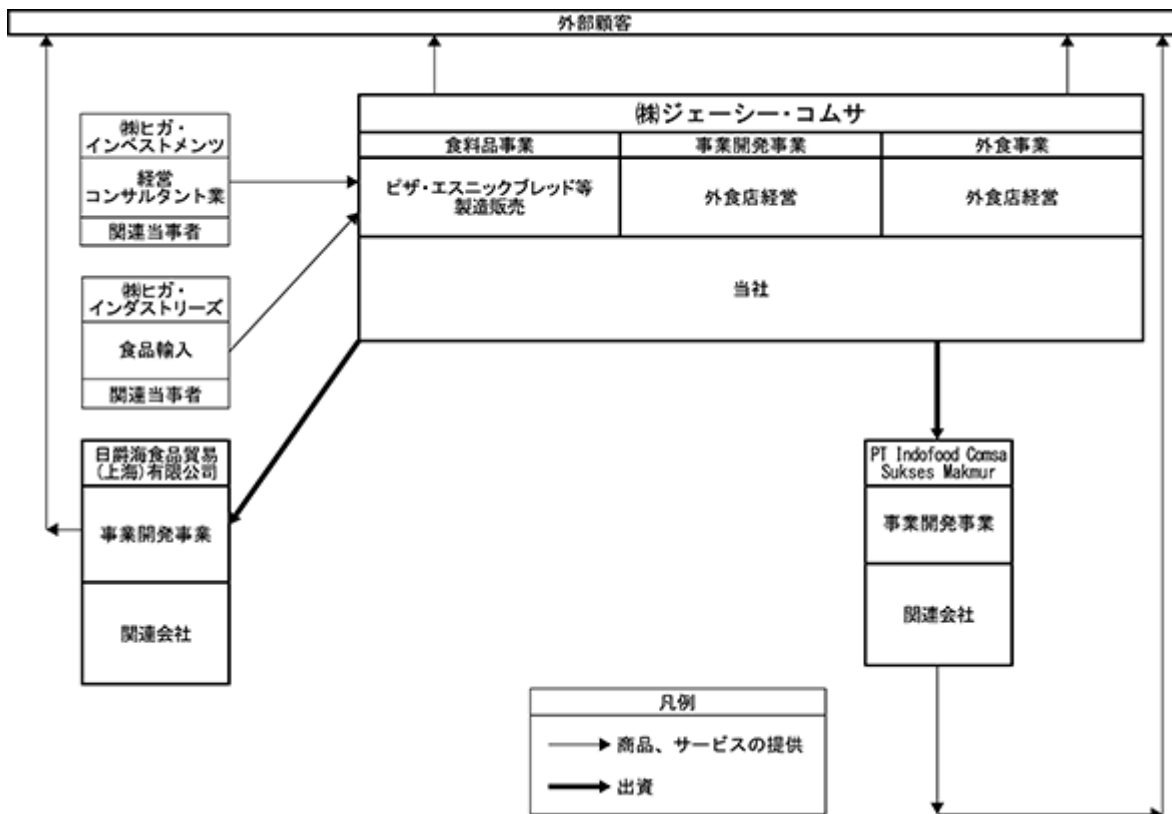 外部顧客
㈱ジェーシー・コムサ
食料品事業
事業開発事業
外食事業
ピザ・エスニックブレッド等
製造販売
外食店経営
外食店経営
当社
㈱ヒガ・
インベストメンツ
経営
コンサルタント業
関連当事者
㈱ヒガ・
インダストリーズ
食品輸入
関連当事者
日爵海食品貿易
(上海)有限公司
事業開発事業
関連会社
PT Indofood Comsa
Sukses Makmur
事業開発事業
関連会社
凡例
商品、サービスの提供
出資